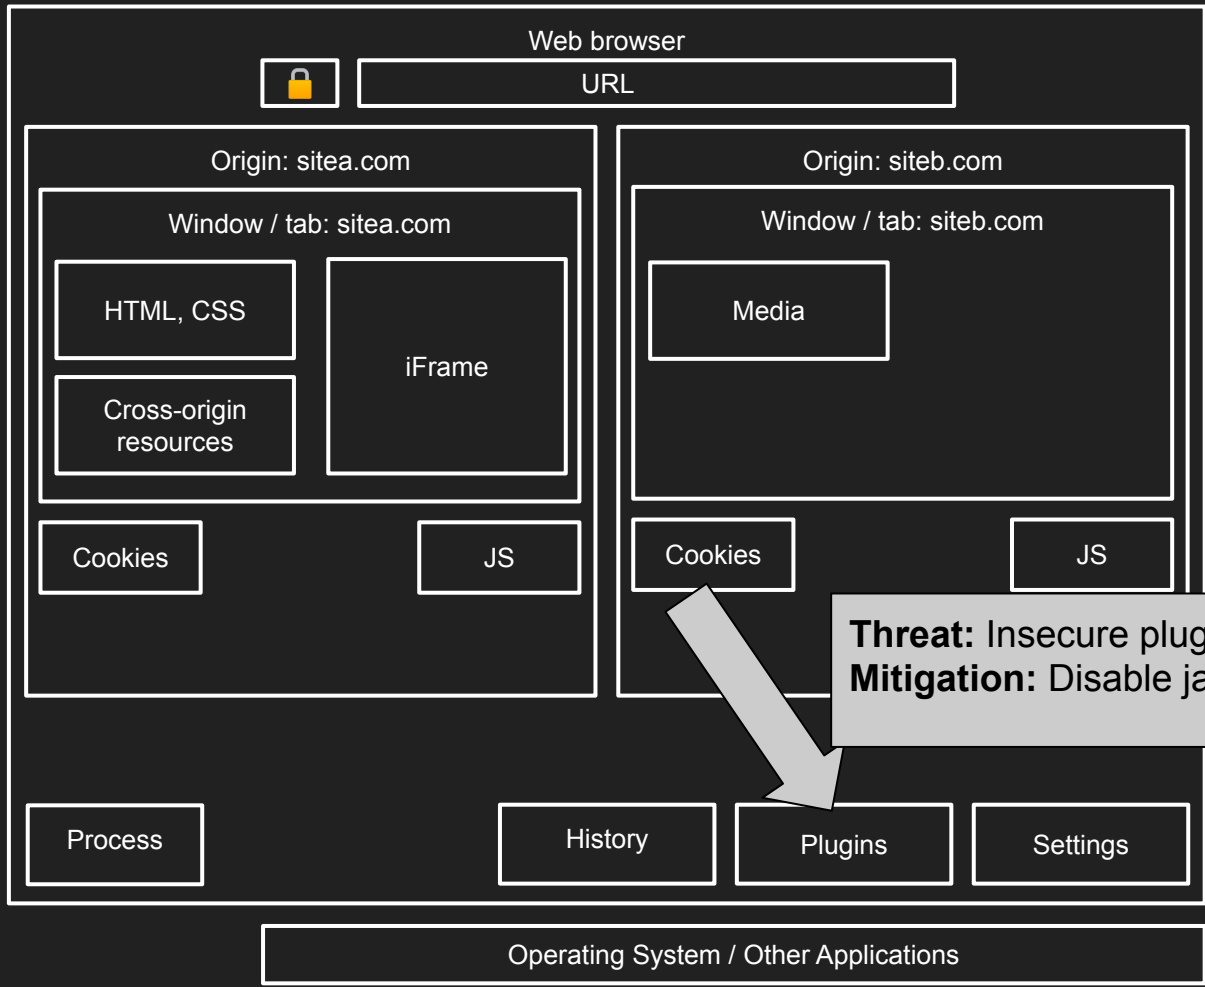 Web browser
URL
Origin: sitea.com
Window / tab: sitea.com
HTML, CSS
Cross-origin
resources
iFrame
Cookies
JS
Origin: siteb.com
Window / tab: siteb.com
Media
Cookies
JS
Threat: Insecure plug
Mitigation: Disable ja
Process
History
Plugins
Settings
Operating System / Other Applications